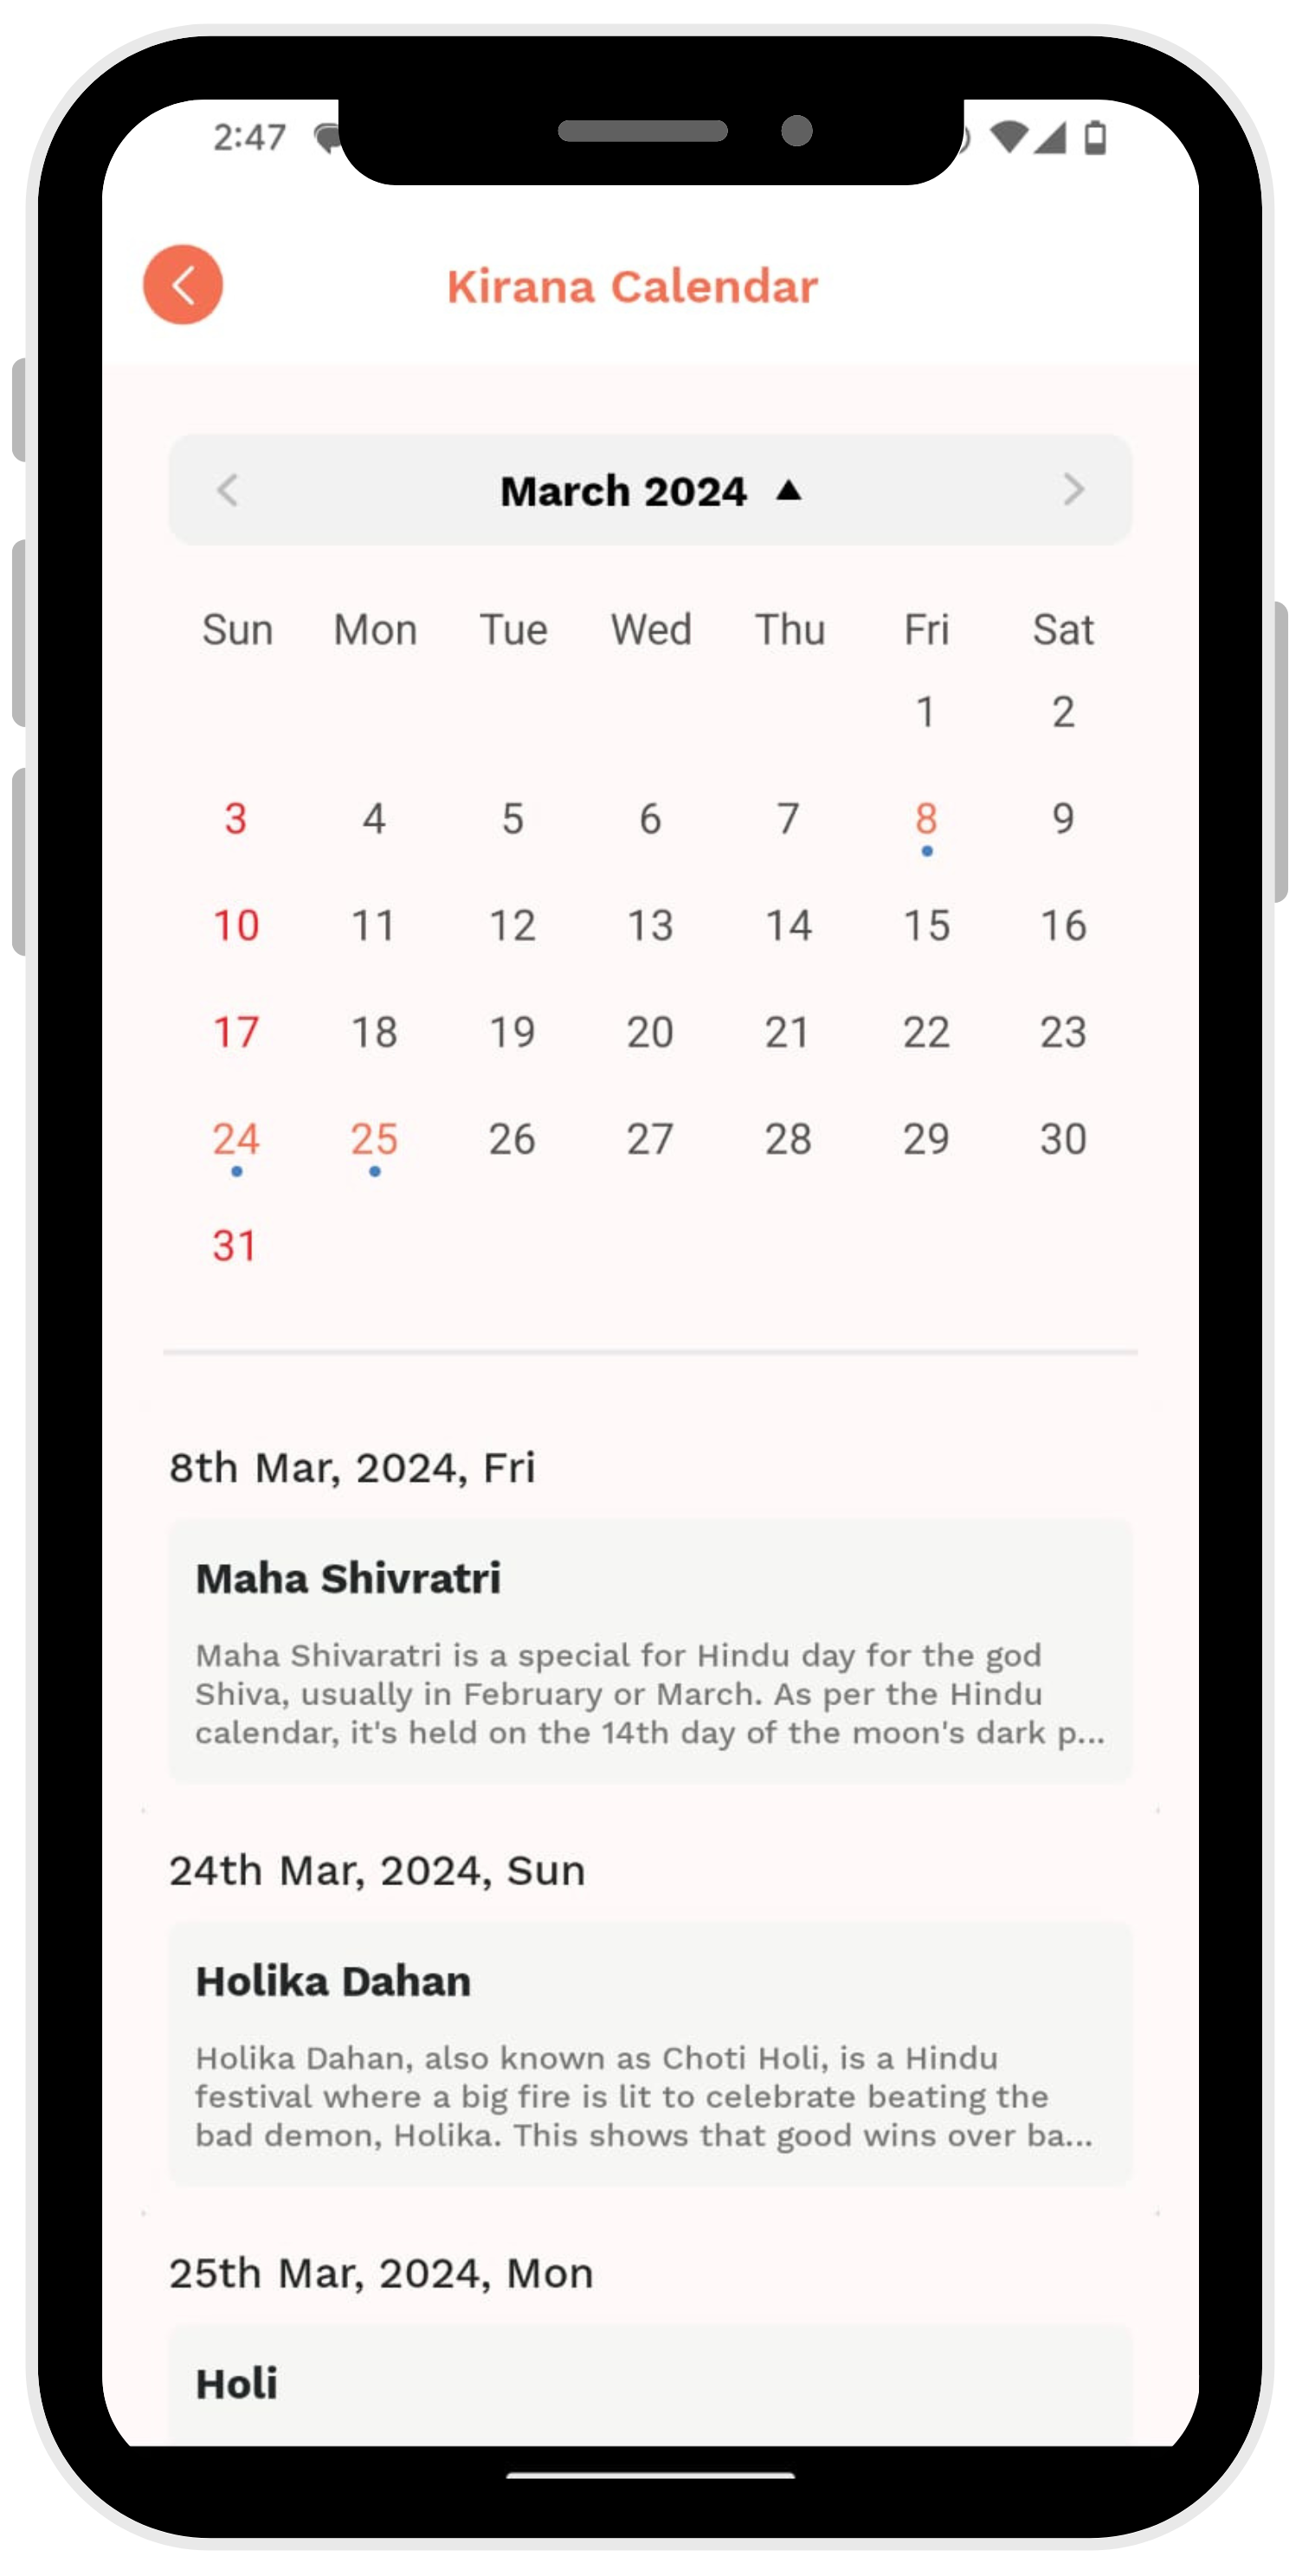 2:47
Kirana Calendar
March 2024
Sun Mon Tue Wed Thu Fri Sat
1 2
3 4 5 6 7 8 9
10 11 12 13 14 15 16
17 18 19 20 21 22 23
24 25 26 27 28 29 30
31
8th Mar, 2024, Fri
Maha Shivratri
Maha Shivaratri is a special for Hindu day for the god
Shiva, usually in February or March. As per the Hindu
calendar, it's held on the 14th day of the moon's dark p...
24th Mar, 2024, Sun
Holika Dahan
Holika Dahan, also known as Choti Holi, is a Hindu
festival where a big fire is lit to celebrate beating the
bad demon, Holika. This shows that good wins over ba...
25th Mar, 2024, Mon
Holi